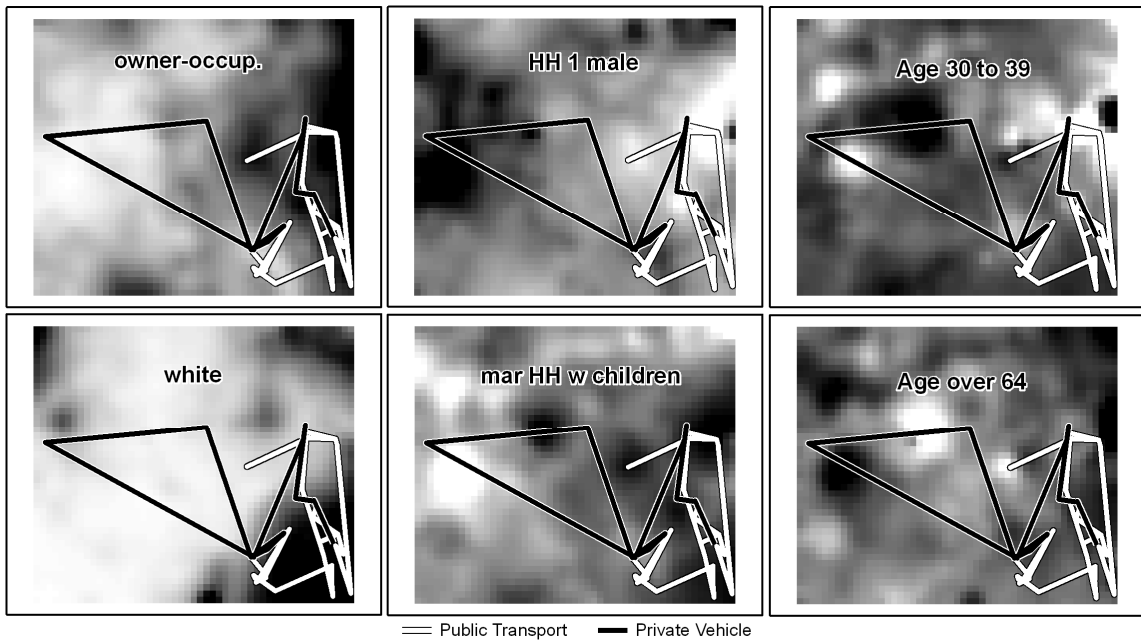 owner-occup.
HH 1 male
Age 30 to 39
white
mar HH w children
Age over 64
Public Transport
Private Vehicle